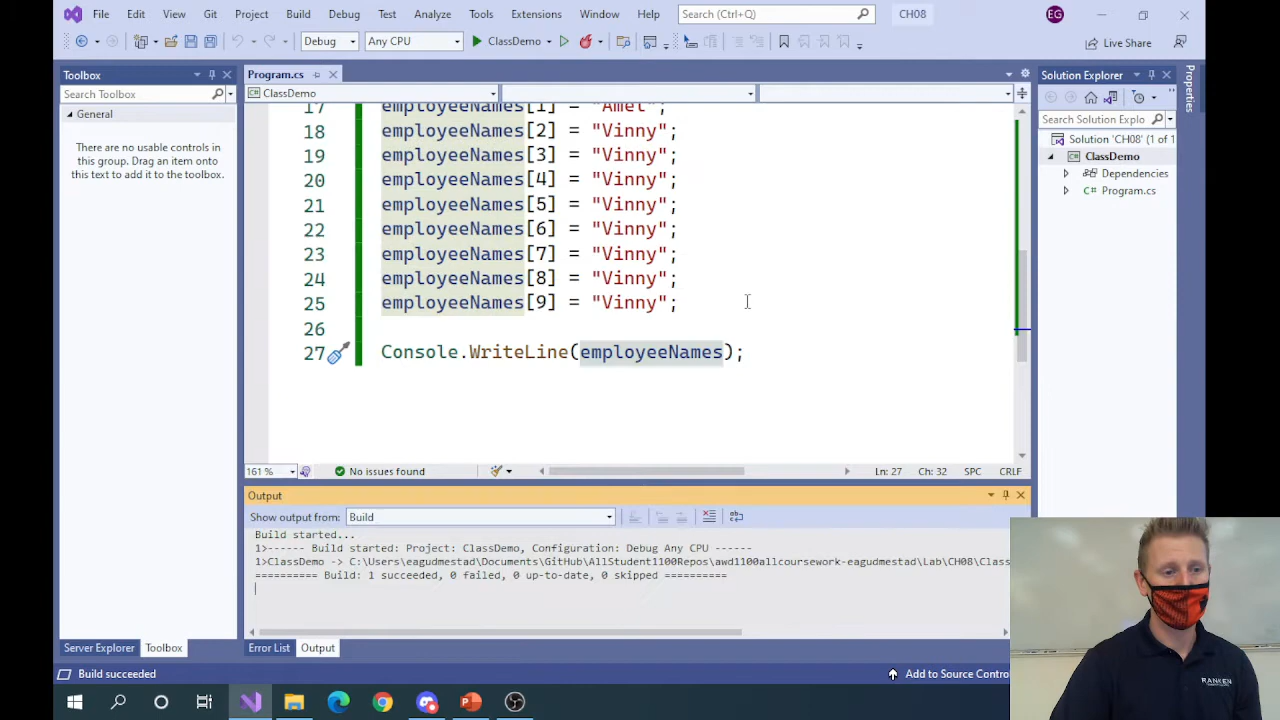 File Edit View Git Project Build Debug Test Analyze Tools Extensions Window Help Search (Ctrl+Q) CH08 EG
Debug Any CPU ClassDemo Live Share
Toolbox
Search Toolbox
General
There are no usable controls in
this group. Drag an item onto
this text to add it to the toolbox.
Program.cs
ClassDemo
17 employeeNames[1] = "Amet";
18 employeeNames[2] = "Vinny";
19 employeeNames[3] = "Vinny";
20 employeeNames[4] = "Vinny";
21 employeeNames[5] = "Vinny";
22 employeeNames[6] = "Vinny";
23 employeeNames[7] = "Vinny";
24 employeeNames[8] = "Vinny";
25 employeeNames[9] = "Vinny";
26
27 Console.WriteLine(employeeNames);
161 % No issues found Ln: 27 Ch: 32 SPC CRLF
Output
Show output from: Build
Build started...
1>------ Build started: Project: ClassDemo, Configuration: Debug Any CPU ------
1>ClassDemo -> C:\Users\eagudmestad\Documents\GitHub\AllStudent1100Repos\awd1100allcoursework-eagudmestad\Lab\CH08\Class
========== Build: 1 succeeded, 0 failed, 0 up-to-date, 0 skipped ==========
Error List Output
Solution Explorer
Search Solution Explo
Solution 'CH08' (1 of 1
ClassDemo
Dependencies
Program.cs
Properties
Server Explorer Toolbox
Build succeeded Add to Source Contro
RANKEN